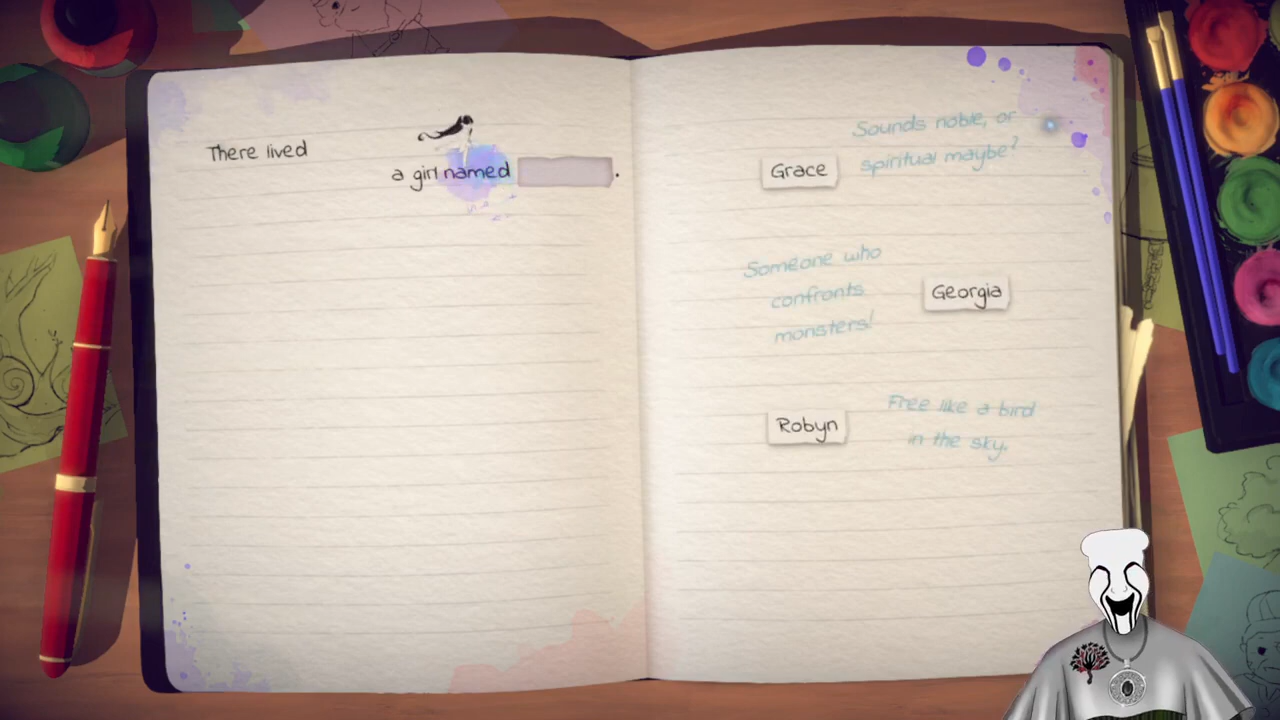 There lived
a girl named          .
Sounds noble, or
spiritual maybe?
Grace
Someone who
confronts
monsters!
Georgia
Robyn
Free like a bird
in the sky.